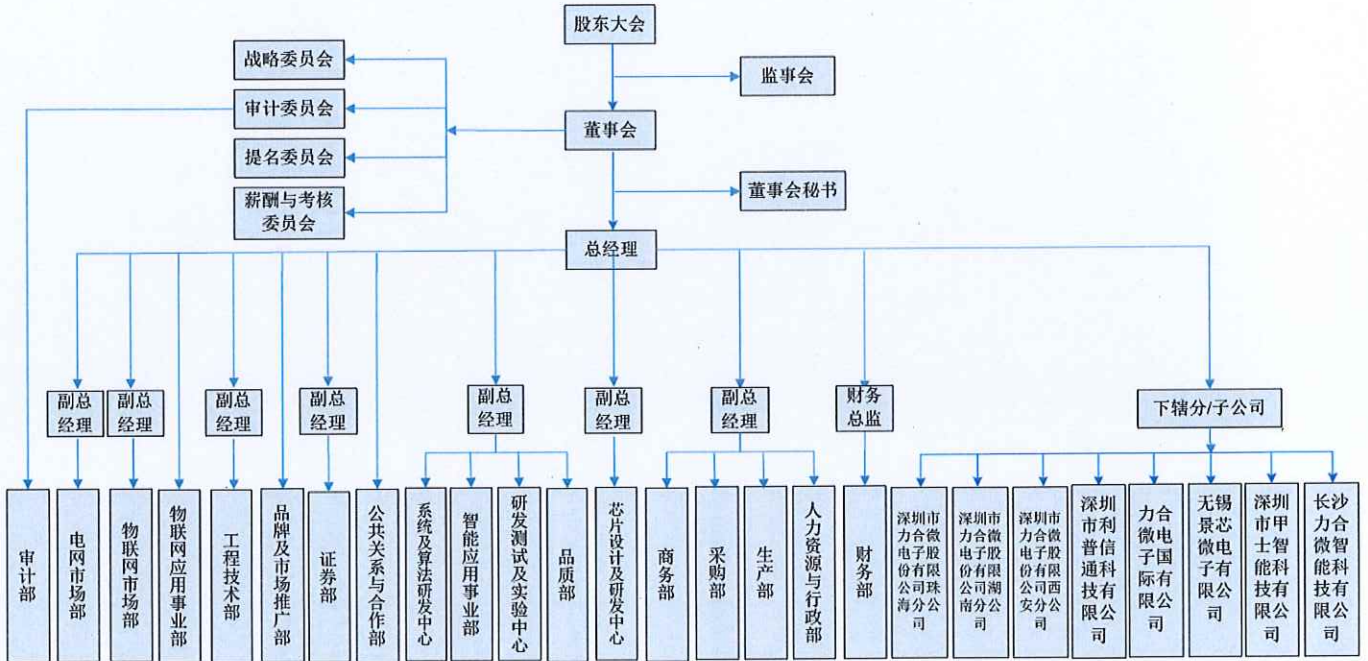 股东大会
战略委员会
监事会
审计委员会
董事会
提名委员会
董事会秘书
薪酬与考核
委员会
总经理
副总
经理
副总
经理
副总
经理
副总
经理
副总
经理
副总
经理
副总
经理
财务
总监
下辖分/子公司
审计部
电网市场部
物联网市场部
物联网应用事业部
工程技术部
品牌及市场推广部
证券部
公共关系与合作部
系统及算法研发中心
智能应用事业部
研发测试及实验中心
品质部
芯片设计及研发中心
商务部
采购部
生产部
人力资源与行政部
财务部
深圳市
力合微
电子股
份有限
公司珠
海分公
司
深圳市
力合微
电子股
份有限
公司湖
南分公
司
深圳市
力合微
电子股
份有限
公司西
安分公
司
深圳
市利
普信
通科
技有
限公
司
力合
微电
子国
际有
限公
司
无锡
景芯
微电
子有
限公
司
深圳
市甲
士智
能科
技有
限公
司
长沙
力合
微智
能科
技有
限公
司